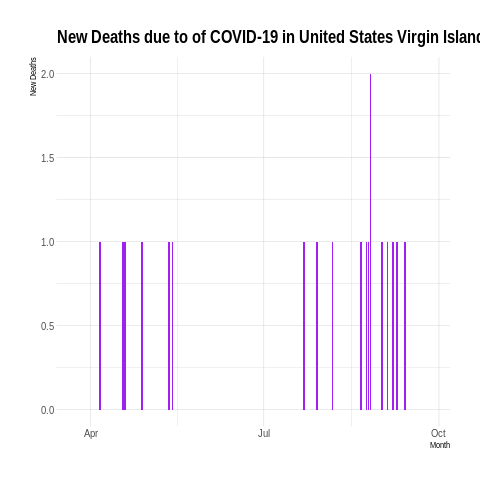 New Deaths due to of COVID-19 in United States Virgin Island
New Deaths
2.0
1.5
1.0
0.5
0.0
Apr
Jul
Oct
Month